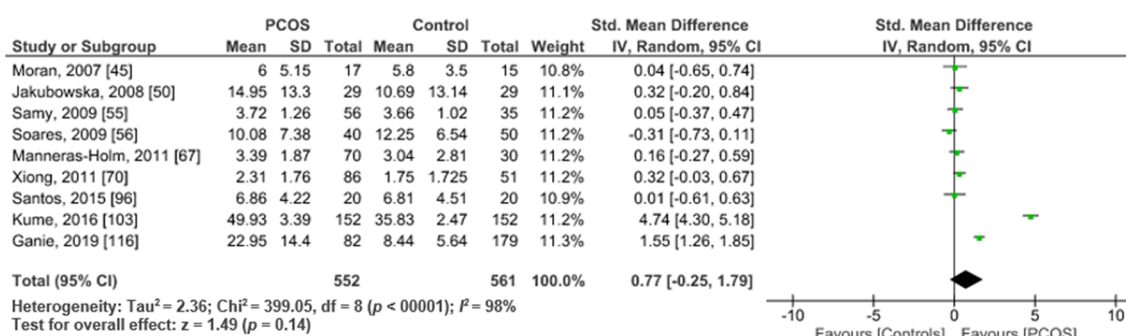 PCOS Control Std. Mean Difference Std. Mean Difference
Study or Subgroup Mean SD Total Mean SD Total Weight IV, Random, 95% CI IV, Random, 95% CI
Moran, 2007 [45] 6 5.15 17 5.8 3.5 15 10.8% 0.04 [-0.65, 0.74]
Jakubowska, 2008 [50] 14.95 13.3 29 10.69 13.14 29 11.1% 0.32 [-0.20, 0.84]
Samy, 2009 [55] 3.72 1.26 56 3.66 1.02 35 11.2% 0.05 [-0.37, 0.47]
Soares, 2009 [56] 10.08 7.38 40 12.25 6.54 50 11.2% -0.31 [-0.73, 0.11]
Manneras-Holm, 2011 [67] 3.39 1.87 70 3.04 2.81 30 11.2% 0.16 [-0.27, 0.59]
Xiong, 2011 [70] 2.31 1.76 86 1.75 1.725 51 11.2% 0.32 [-0.03, 0.67]
Santos, 2015 [96] 6.86 4.22 20 6.81 4.51 20 10.9% 0.01 [-0.61, 0.63]
Kume, 2016 [103] 49.93 3.39 152 35.83 2.47 152 11.2% 4.74 [4.30, 5.18]
Ganie, 2019 [116] 22.95 14.4 82 8.44 5.64 179 11.3% 1.55 [1.26, 1.85]
Total (95% CI) 552 561 100.0% 0.77 [-0.25, 1.79]
Heterogeneity: Tau² = 2.36; Chi² = 399.05, df = 8 (p < 00001); I² = 98%
Test for overall effect: z = 1.49 (p = 0.14)
-10 -5 0 5 10
Favours [Controls] Favours [PCOS]